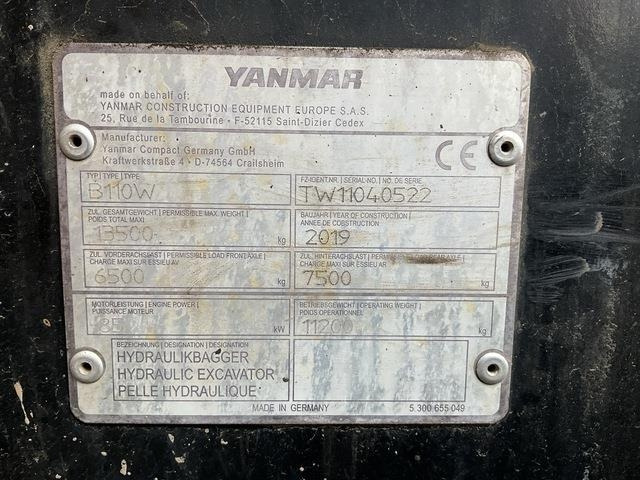 YANMAR
made on behalf of:
YANMAR CONSTRUCTION EQUIPMENT EUROPE S.A.S.
25, Rue de la Tambourine • F-52115 Saint-Dizier Cedex
Manufacturer:
Yanmar Compact Germany GmbH
Kraftwerkstraße 4 • D-74564 Crailsheim
CE
TYP | TYPE | TYPE
B110W
FZ-IDENT.NR. | SERIAL NO. | NO. DE SERIE
TW11040522
ZUL. GESAMTGEWICHT | PERMISSIBLE MAX. WEIGHT |
POIDS TOTAL MAXI
13500 kg
BAUJAHR | YEAR OF CONSTRUCTION |
ANNÉE DE CONSTRUCTION
2019
ZUL. VORDERACHSLAST | PERMISSIBLE LOAD FRONT AXLE |
CHARGE MAXI SUR ESSIEU AV
6500 kg
ZUL. HINTERACHSLAST | PERMISSIBLE REAR AXLE |
CHARGE MAXI SUR ESSIEU AR
7500 kg
MOTORLEISTUNG | ENGINE POWER |
PUISSANCE MOTEUR
kW
BETRIEBSGEWICHT | OPERATING WEIGHT |
POIDS OPERATIONNEL
11200 kg
BEZEICHNUNG | DESIGNATION | DESIGNATION
HYDRAULIKBAGGER
HYDRAULIC EXCAVATOR
PELLE HYDRAULIQUE
MADE IN GERMANY
5 300 655 049